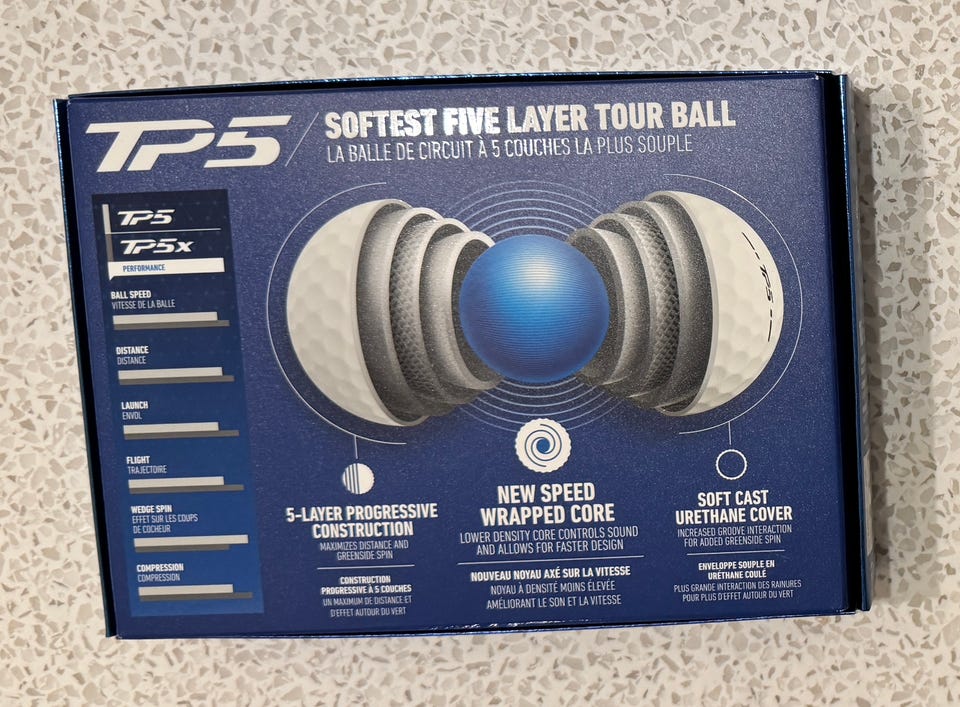 TP5
SOFTEST FIVE LAYER TOUR BALL
LA BALLE DE CIRCUIT À 5 COUCHES LA PLUS SOUPLE
TP5
TP5x
PERFORMANCE
BALL SPEED
VITESSE DE LA BALLE
DISTANCE
DISTANCE
LAUNCH
ENVOL
FLIGHT
TRAJECTOIRE
WEDGE SPIN
EFFET SUR LES COUPS
DE COCHEUR
COMPRESSION
COMPRESSION
TP5
5-LAYER PROGRESSIVE
CONSTRUCTION
MAXIMIZES DISTANCE AND
GREENSIDE SPIN
CONSTRUCTION
PROGRESSIVE À 5 COUCHES
UN MAXIMUM DE DISTANCE ET
D'EFFET AUTOUR DU VERT
NEW SPEED
WRAPPED CORE
LOWER DENSITY CORE CONTROLS SOUND
AND ALLOWS FOR FASTER DESIGN
NOUVEAU NOYAU AXÉ SUR LA VITESSE
NOYAU À DENSITÉ MOINS ÉLEVÉE
AMÉLIORANT LE SON ET LA VITESSE
SOFT CAST
URETHANE COVER
INCREASED GROOVE INTERACTION
FOR ADDED GREENSIDE SPIN
ENVELOPPE SOUPLE EN
URÉTHANE COULÉ
PLUS GRANDE INTERACTION DES RAINURES
POUR PLUS D'EFFET AUTOUR DU VERT